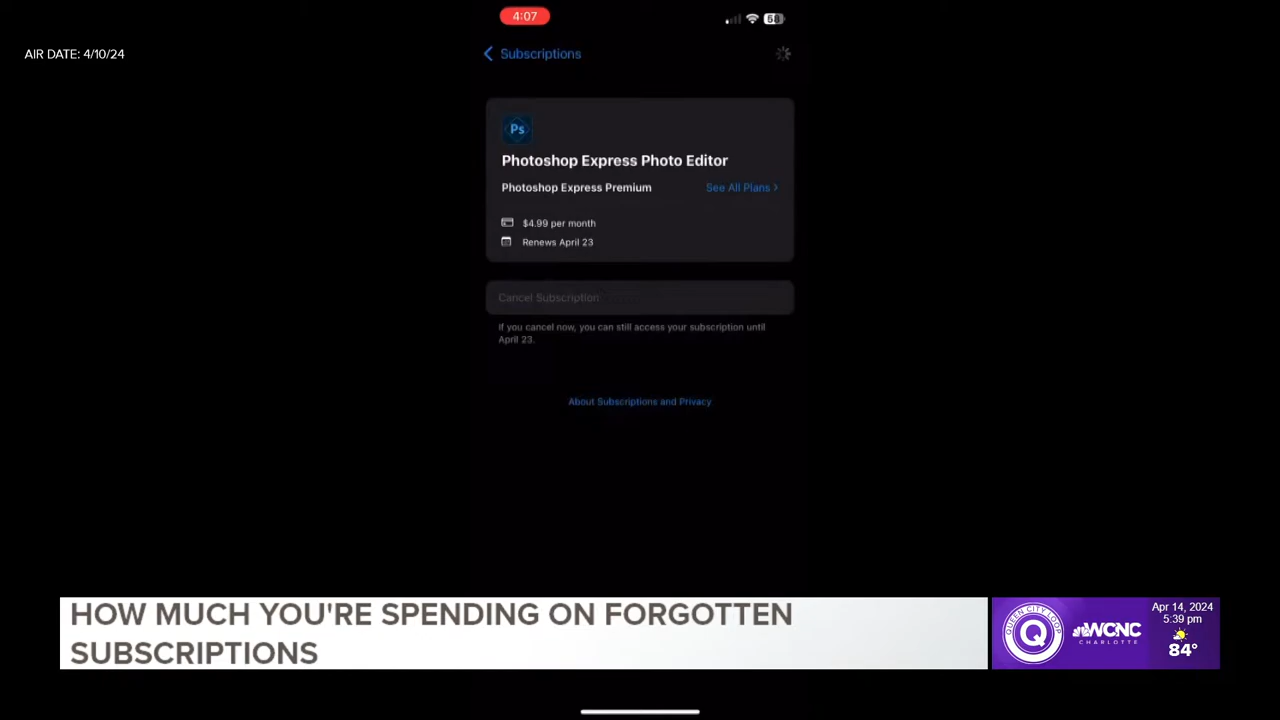 4:07
68
AIR DATE: 4/10/24
Subscriptions
Ps
Photoshop Express Photo Editor
Photoshop Express Premium
See All Plans
$4.99 per month
Renews April 23
Cancel Subscription
If you cancel now, you can still access your subscription until
April 23.
About Subscriptions and Privacy
HOW MUCH YOU'RE SPENDING ON FORGOTTEN
SUBSCRIPTIONS
QUEEN CITY LOOP
Q
WCNC
CHARLOTTE
Apr 14, 2024
5:39 pm
84°